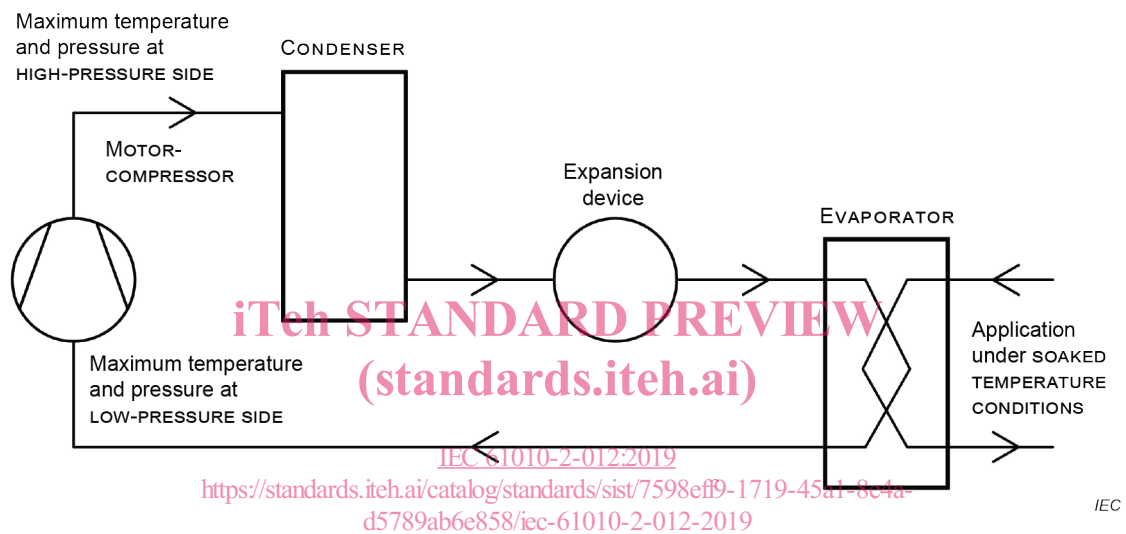 Maximum temperature
and pressure at
HIGH-PRESSURE SIDE
CONDENSER
MOTOR-
COMPRESSOR
Expansion
device
EVAPORATOR
iTeh STANDARD PREVIEW
(standards.iteh.ai)
Application
under SOAKED
TEMPERATURE
CONDITIONS
Maximum temperature
and pressure at
LOW-PRESSURE SIDE
IEC 61010-2-012:2019
https://standards.iteh.ai/catalog/standards/sist/7598eff9-1719-45a1-8c4a-
d5789ab6e858/iec-61010-2-012-2019
IEC